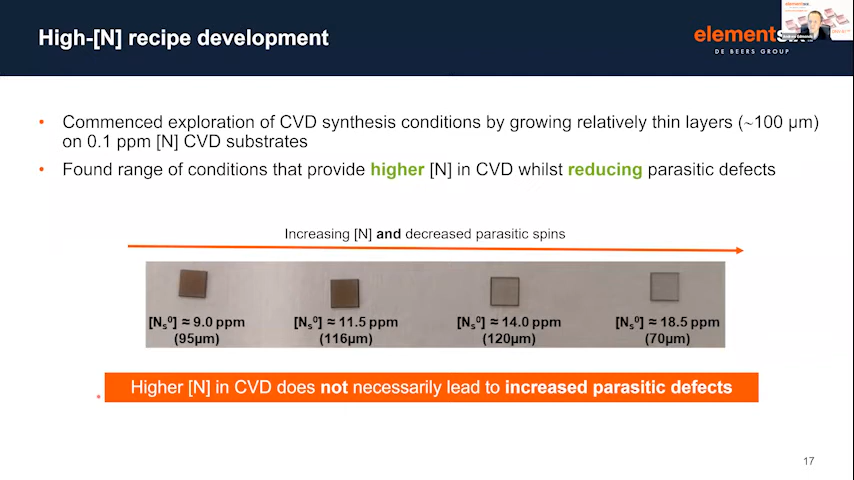 High-[N] recipe development
element
DE BEERS GROUP
• Commenced exploration of CVD synthesis conditions by growing relatively thin layers (~100 µm)
on 0.1 ppm [N] CVD substrates
• Found range of conditions that provide higher [N] in CVD whilst reducing parasitic defects
Increasing [N] and decreased parasitic spins
[Nₛ⁰] ≈ 9.0 ppm [Nₛ⁰] ≈ 11.5 ppm [Nₛ⁰] ≈ 14.0 ppm [Nₛ⁰] ≈ 18.5 ppm
(95µm) (116µm) (120µm) (70µm)
• Higher [N] in CVD does not necessarily lead to increased parasitic defects
17